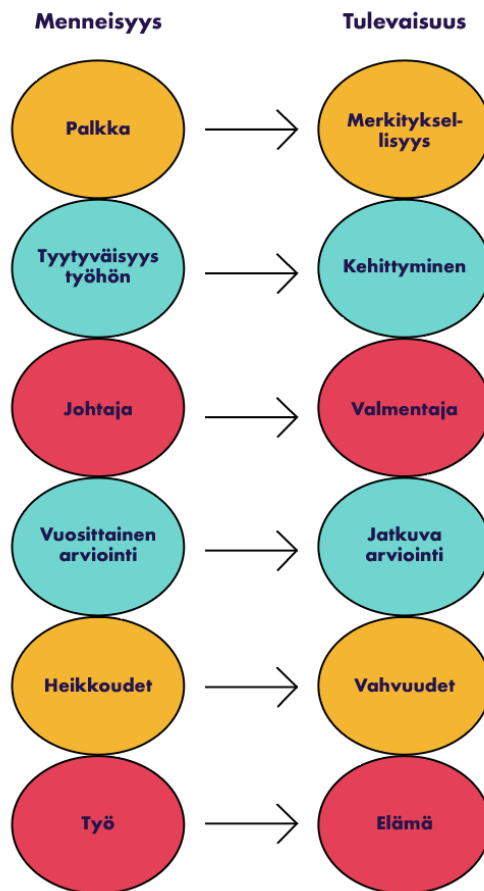 Menneisyys
Tulevaisuus
Palkka
Merkityksel-
lisyys
Tyytyväisyys
työhön
Kehittyminen
Johtaja
Valmentaja
Vuosittainen
arviointi
Jatkuva
arviointi
Heikkoudet
Vahvuudet
Työ
Elämä